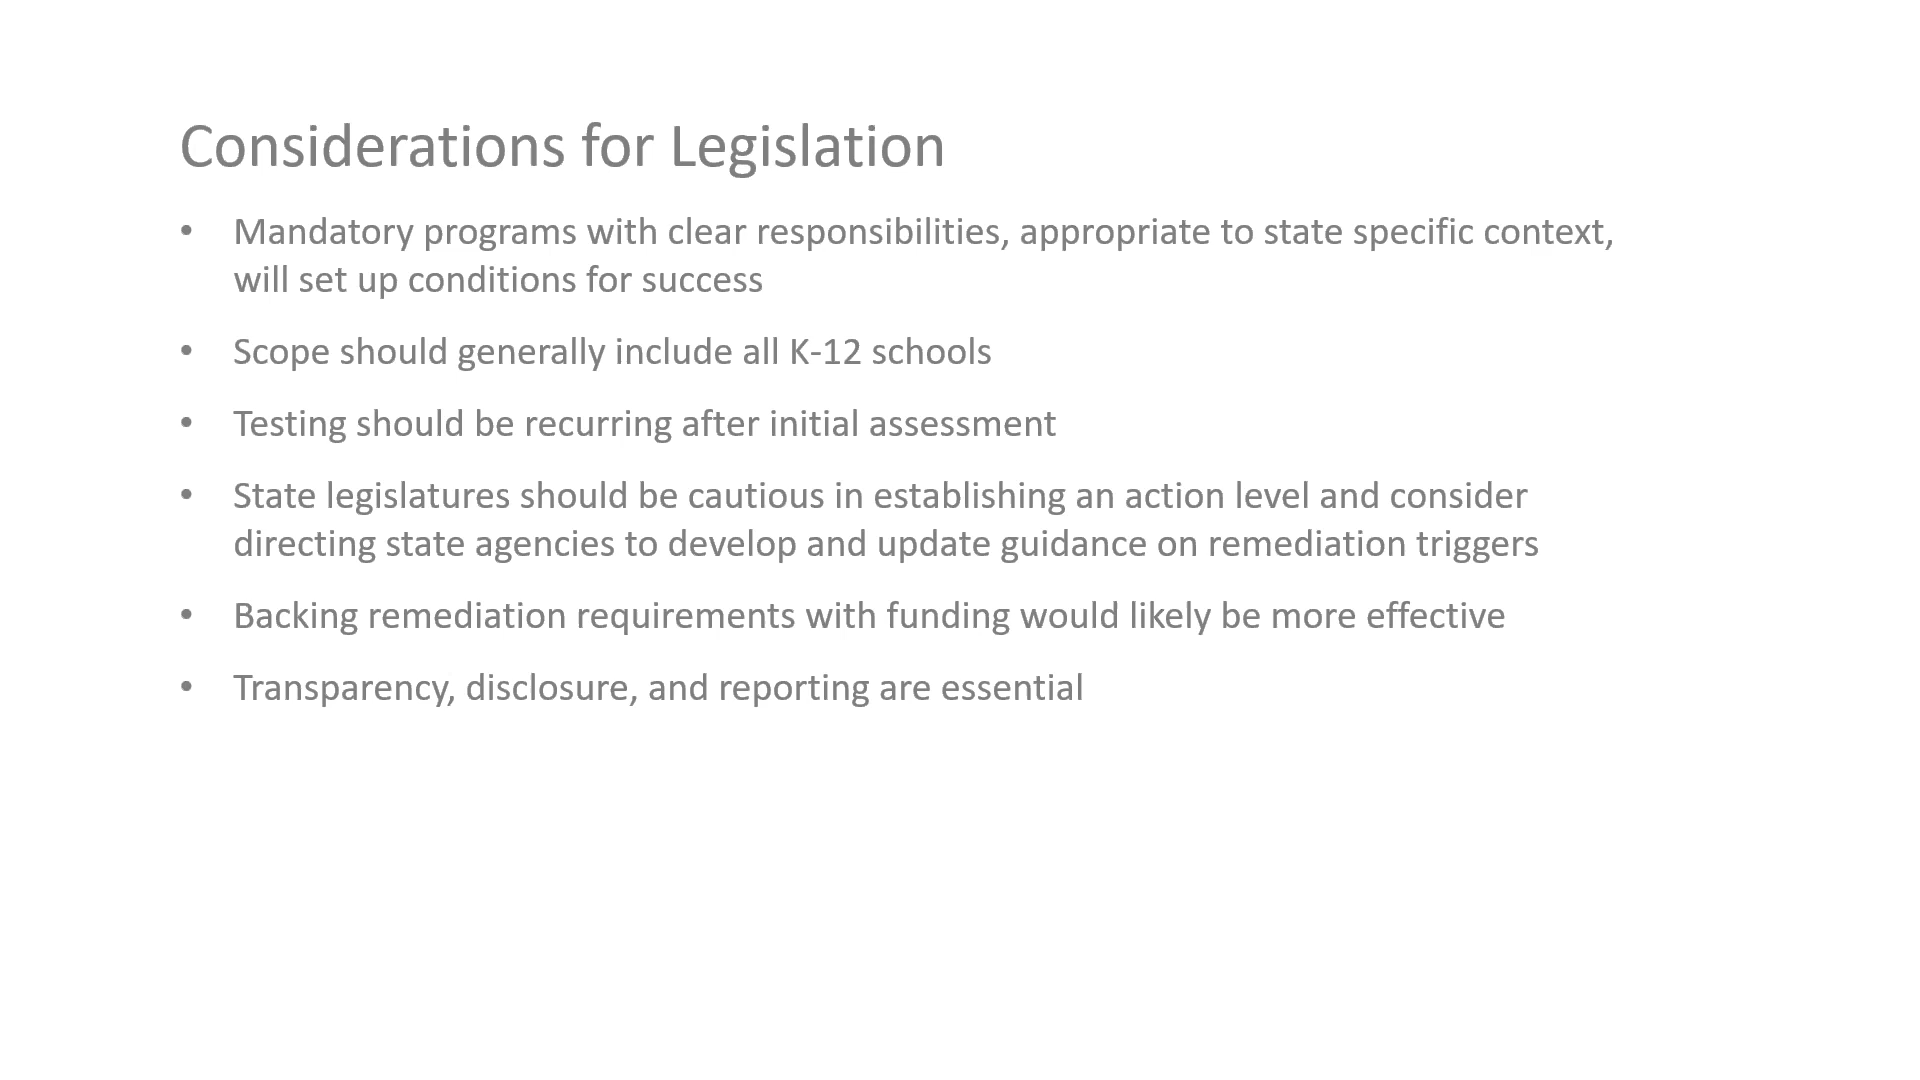 Considerations for Legislation
• Mandatory programs with clear responsibilities, appropriate to state specific context,
will set up conditions for success
• Scope should generally include all K-12 schools
• Testing should be recurring after initial assessment
• State legislatures should be cautious in establishing an action level and consider
directing state agencies to develop and update guidance on remediation triggers
• Backing remediation requirements with funding would likely be more effective
• Transparency, disclosure, and reporting are essential